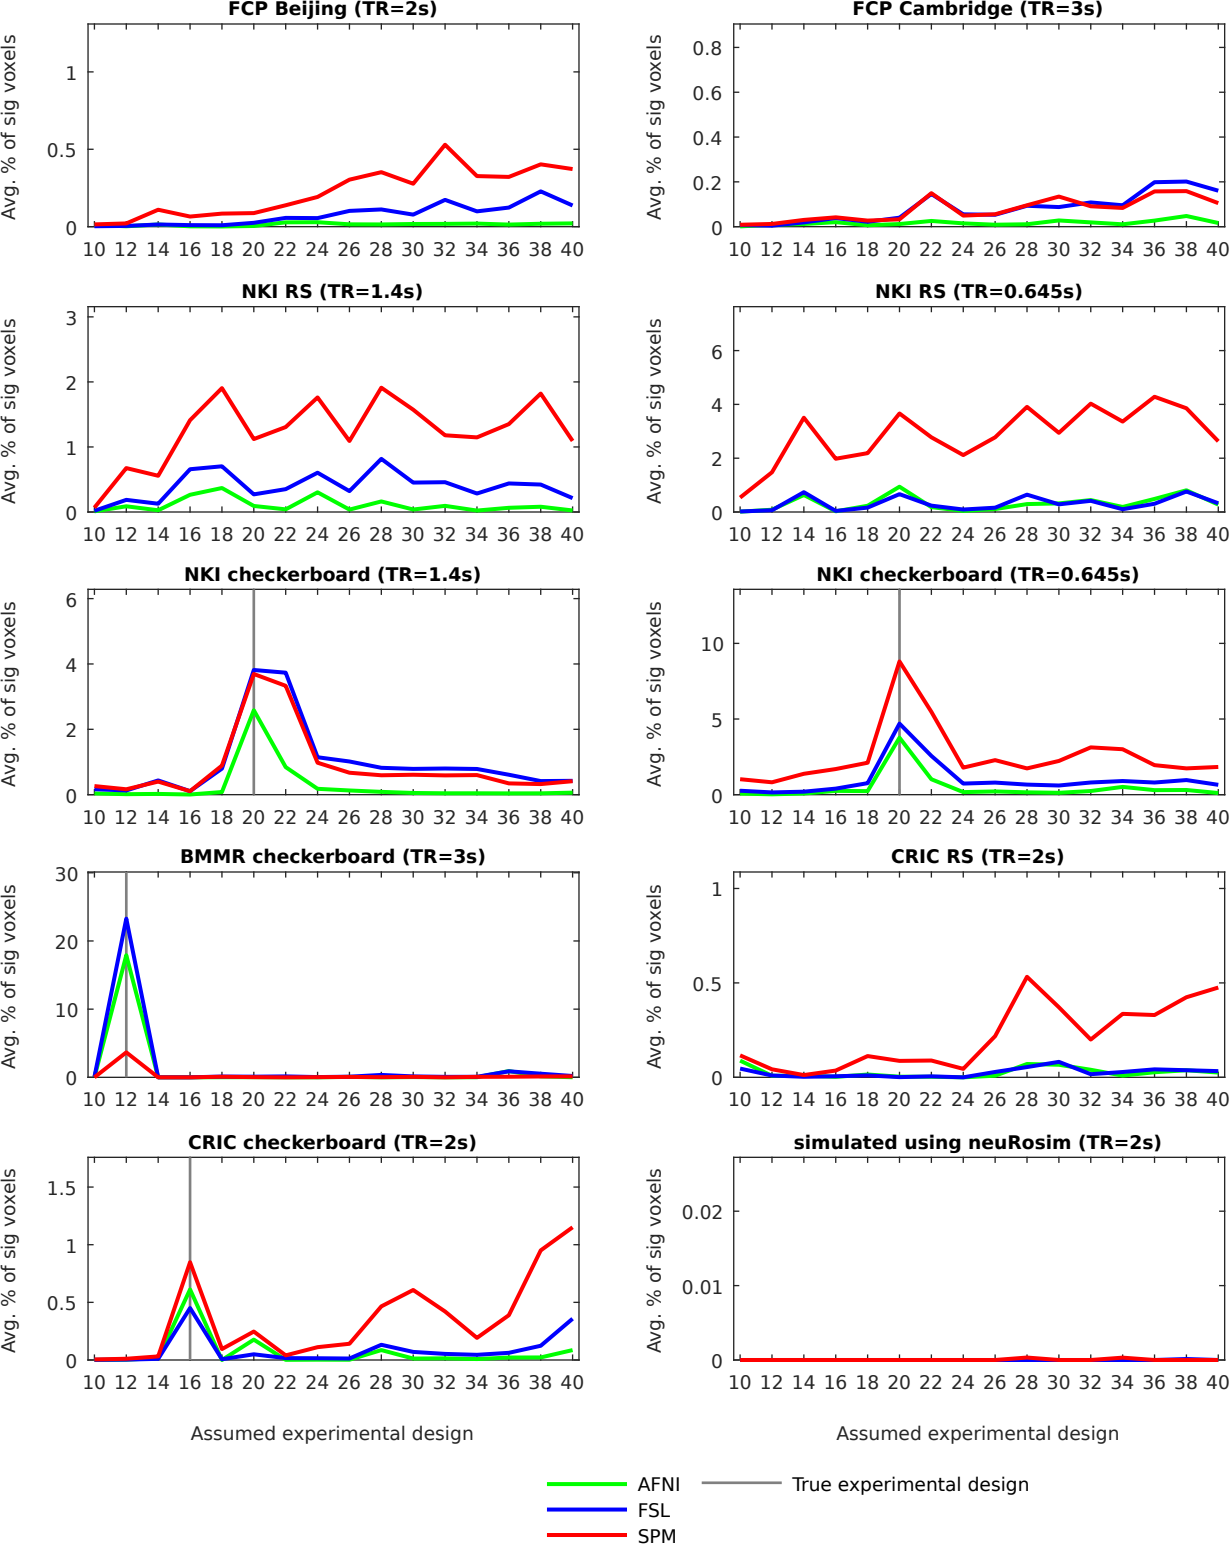 FCP Beijing (TR=2s)
Avg. % of sig voxels
1
0.5
0
10 12 14 16 18 20 22 24 26 28 30 32 34 36 38 40
FCP Cambridge (TR=3s)
Avg. % of sig voxels
0.8
0.6
0.4
0.2
0
10 12 14 16 18 20 22 24 26 28 30 32 34 36 38 40
NKI RS (TR=1.4s)
Avg. % of sig voxels
3
2
1
0
10 12 14 16 18 20 22 24 26 28 30 32 34 36 38 40
NKI RS (TR=0.645s)
Avg. % of sig voxels
6
4
2
0
10 12 14 16 18 20 22 24 26 28 30 32 34 36 38 40
NKI checkerboard (TR=1.4s)
Avg. % of sig voxels
6
4
2
0
10 12 14 16 18 20 22 24 26 28 30 32 34 36 38 40
NKI checkerboard (TR=0.645s)
Avg. % of sig voxels
10
5
0
10 12 14 16 18 20 22 24 26 28 30 32 34 36 38 40
BMMR checkerboard (TR=3s)
Avg. % of sig voxels
30
20
10
0
10 12 14 16 18 20 22 24 26 28 30 32 34 36 38 40
CRIC RS (TR=2s)
Avg. % of sig voxels
1
0.5
0
10 12 14 16 18 20 22 24 26 28 30 32 34 36 38 40
CRIC checkerboard (TR=2s)
Avg. % of sig voxels
1.5
1
0.5
0
10 12 14 16 18 20 22 24 26 28 30 32 34 36 38 40
Assumed experimental design
simulated using neuRosim (TR=2s)
Avg. % of sig voxels
0.02
0.01
0
10 12 14 16 18 20 22 24 26 28 30 32 34 36 38 40
Assumed experimental design
AFNI
FSL
SPM
True experimental design